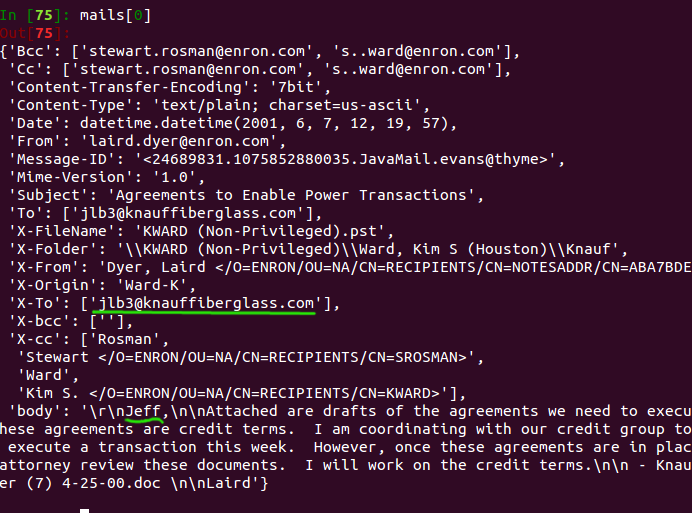 In [75]: mails[0]
Out[75]:
{'Bcc': ['stewart.rosman@enron.com', 's..ward@enron.com'],
 'Cc': ['stewart.rosman@enron.com', 's..ward@enron.com'],
 'Content-Transfer-Encoding': '7bit',
 'Content-Type': 'text/plain; charset=us-ascii',
 'Date': datetime.datetime(2001, 6, 7, 12, 19, 57),
 'From': 'laird.dyer@enron.com',
 'Message-ID': '<24689831.1075852880035.JavaMail.evans@thyme>',
 'Mime-Version': '1.0',
 'Subject': 'Agreements to Enable Power Transactions',
 'To': ['jlb3@knauffiberglass.com'],
 'X-FileName': 'KWARD (Non-Privileged).pst',
 'X-Folder': '\\KWARD (Non-Privileged)\\Ward, Kim S (Houston)\\Knauf',
 'X-From': 'Dyer, Laird </O=ENRON/OU=NA/CN=RECIPIENTS/CN=NOTESADDR/CN=ABA7BDE
 'X-Origin': 'Ward-K',
 'X-To': ['jlb3@knauffiberglass.com'],
 'X-bcc': [''],
 'X-cc': ['Rosman',
  'Stewart </O=ENRON/OU=NA/CN=RECIPIENTS/CN=SROSMAN>',
  'Ward',
  'Kim S. </O=ENRON/OU=NA/CN=RECIPIENTS/CN=KWARD>'],
 'body': '\r\nJeff,\n\nAttached are drafts of the agreements we need to execu
hese agreements are credit terms.  I am coordinating with our credit group to
 execute a transaction this week.  However, once these agreements are in plac
attorney review these documents.  I will work on the credit terms.\n\n - Knau
er (7) 4-25-00.doc \n\nLaird'}